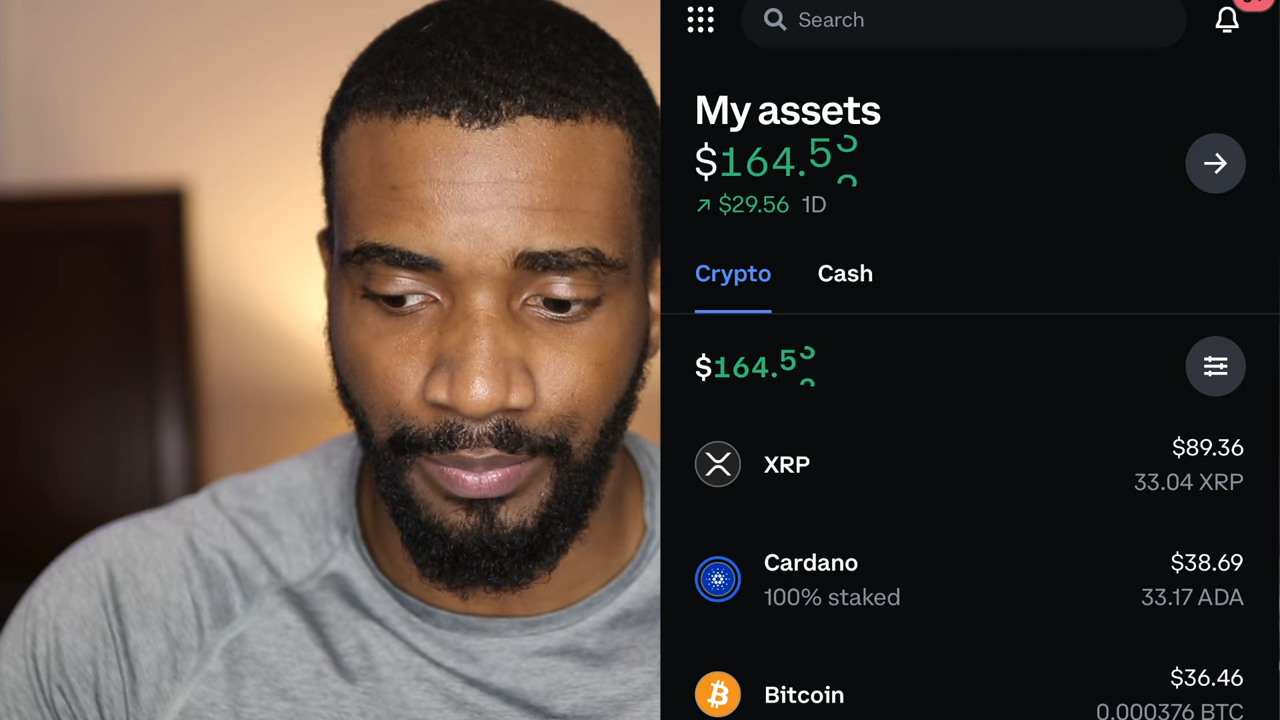 Search
My assets
$164.5
↗ $29.56 1D
Crypto Cash
$164.5
XRP
$89.36
33.04 XRP
Cardano
$38.69
100% staked
33.17 ADA
Bitcoin
$36.46
0.000376 BTC